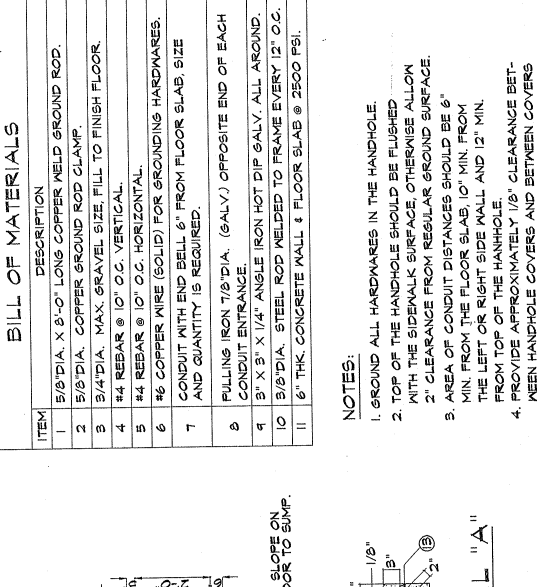 BILL OF MATERIALS
ITEM DESCRIPTION
1 5/8"DIA. X 8'-0" LONG COPPER WELD GROUND ROD.
2 5/8"DIA. COPPER GROUND ROD CLAMP.
3 3/4"DIA. MAX. GRAVEL SIZE, FILL TO FINISH FLOOR.
4 #4 REBAR @ 10" O.C. VERTICAL.
5 #4 REBAR @ 10" O.C. HORIZONTAL.
6 #6 COPPER WIRE (SOLID) FOR GROUNDING HARDWARES.
7 CONDUIT WITH END BELL 6" FROM FLOOR SLAB, SIZE
AND QUANTITY IS REQUIRED.
8 PULLING IRON 7/8"DIA. (GALV.) OPPOSITE END OF EACH
CONDUIT ENTRANCE.
9 3" X 3" X 1/4" ANGLE IRON HOT DIP GALV. ALL AROUND.
10 3/8"DIA. STEEL ROD WELDED TO FRAME EVERY 12" O.C.
11 6" THK. CONCRETE WALL & FLOOR SLAB @ 2500 PSI.
NOTES:
1. GROUND ALL HARDWARES IN THE HANDHOLE.
2. TOP OF THE HANDHOLE SHOULD BE FLUSHED
WITH THE SIDEWALK SURFACE, OTHERWISE ALLOW
2" CLEARANCE FROM REGULAR GROUND SURFACE.
3. AREA OF CONDUIT DISTANCES SHOULD BE 6"
MIN. FROM THE FLOOR SLAB, 10" MIN. FROM
THE LEFT OR RIGHT SIDE WALL AND 12" MIN.
FROM TOP OF THE HANHHOLE.
4. PROVIDE APPROXIMATELY 1/8" CLEARANCE BET-
WEEN HANDHOLE COVERS AND BETWEEN COVERS
2'-0"
SLOPE ON
OOR TO SUMP.
1/8"
3"
13
2"
L "A"